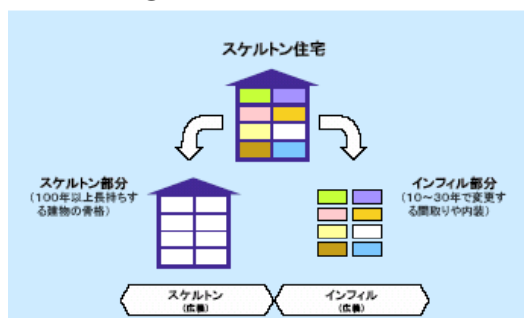 スケルトン住宅
スケルトン部分
(100年以上長持ちす
る建物の骨格)
インフィル部分
(10~30年で変更す
る間取りや内装)
スケルトン
(広義)
インフィル
(広義)